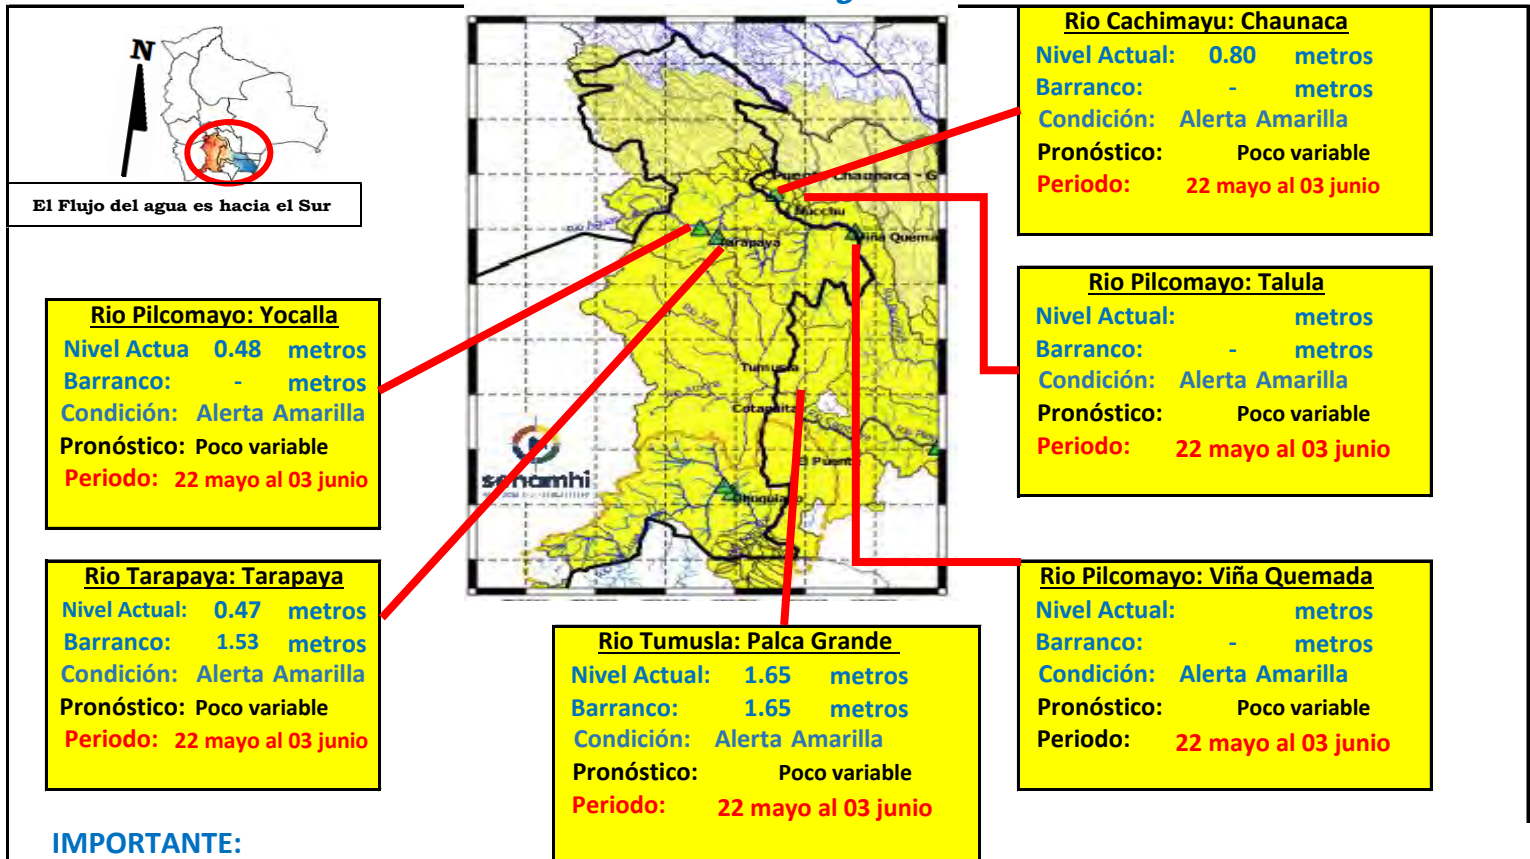 N
El Flujo del agua es hacia el Sur
Rio Cachimayu: Chaunaca
Nivel Actual: 0.80 metros
Barranco: - metros
Condición: Alerta Amarilla
Pronóstico: Poco variable
Periodo: 22 mayo al 03 junio
Rio Pilcomayo: Talula
Nivel Actual: metros
Barranco: - metros
Condición: Alerta Amarilla
Pronóstico: Poco variable
Periodo: 22 mayo al 03 junio
Rio Pilcomayo: Yocalla
Nivel Actua 0.48 metros
Barranco: - metros
Condición: Alerta Amarilla
Pronóstico: Poco variable
Periodo: 22 mayo al 03 junio
Rio Tarapaya: Tarapaya
Nivel Actual: 0.47 metros
Barranco: 1.53 metros
Condición: Alerta Amarilla
Pronóstico: Poco variable
Periodo: 22 mayo al 03 junio
Rio Tumusla: Palca Grande
Nivel Actual: 1.65 metros
Barranco: 1.65 metros
Condición: Alerta Amarilla
Pronóstico: Poco variable
Periodo: 22 mayo al 03 junio
Rio Pilcomayo: Viña Quemada
Nivel Actual: metros
Barranco: - metros
Condición: Alerta Amarilla
Pronóstico: Poco variable
Periodo: 22 mayo al 03 junio
Chaunaca - G
Tarapaya
Viña Quema
Tumusla
Cotagaita
El Puente
senamhi
IMPORTANTE: